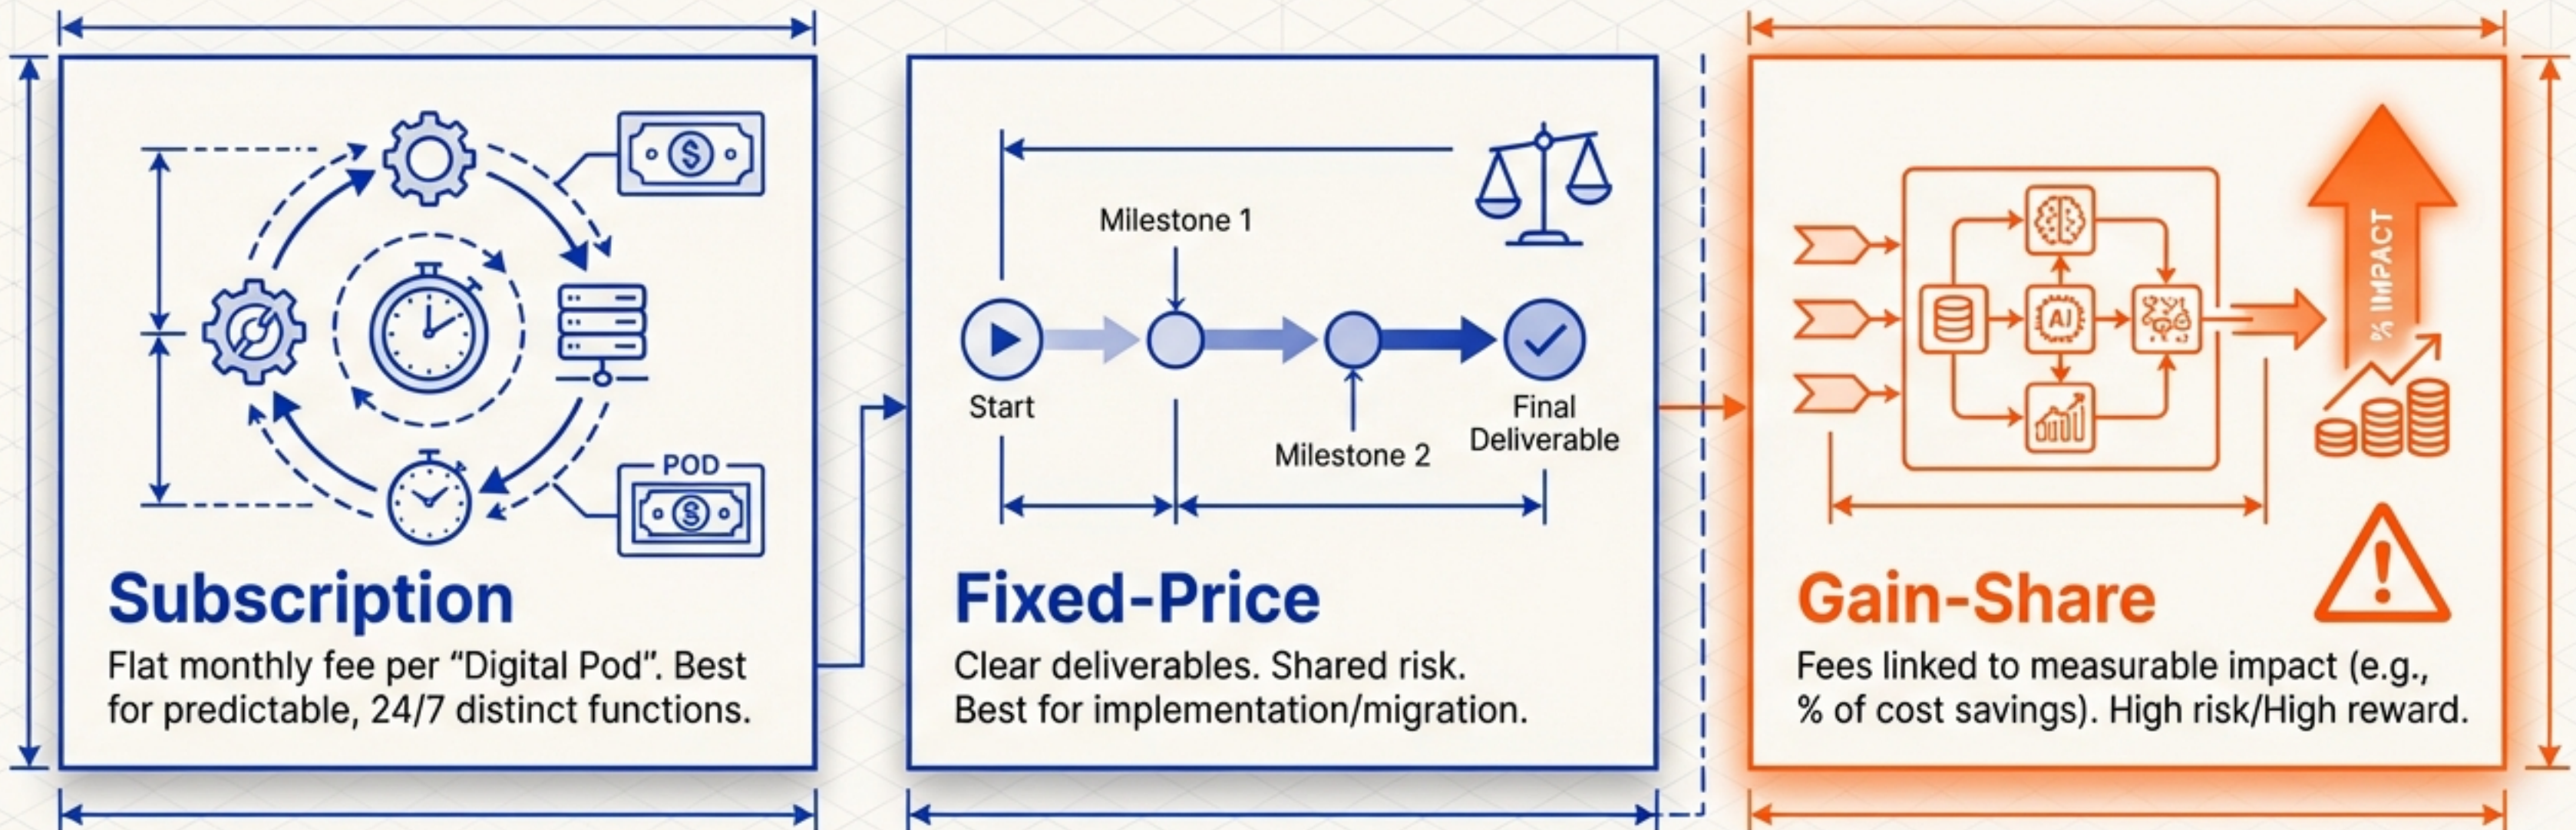 POD
Subscription
Flat monthly fee per “Digital Pod”. Best
for predictable, 24/7 distinct functions.
Milestone 1
Start
Milestone 2
Final
Deliverable
Fixed-Price
Clear deliverables. Shared risk.
Best for implementation/migration.
AI
% IMPACT
Gain-Share
Fees linked to measurable impact (e.g.,
% of cost savings). High risk/High reward.